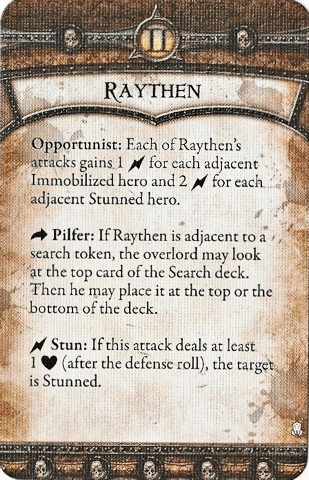 II
RAYTHEN
Opportunist: Each of Raythen's
attacks gains 1 for each adjacent
Immobilized hero and 2 for each
adjacent Stunned hero.
Pilfer: If Raythen is adjacent to a
search token, the overlord may look
at the top card of the Search deck.
Then he may place it at the top or the
bottom of the deck.
Stun: If this attack deals at least
1 (after the defense roll), the target
is Stunned.